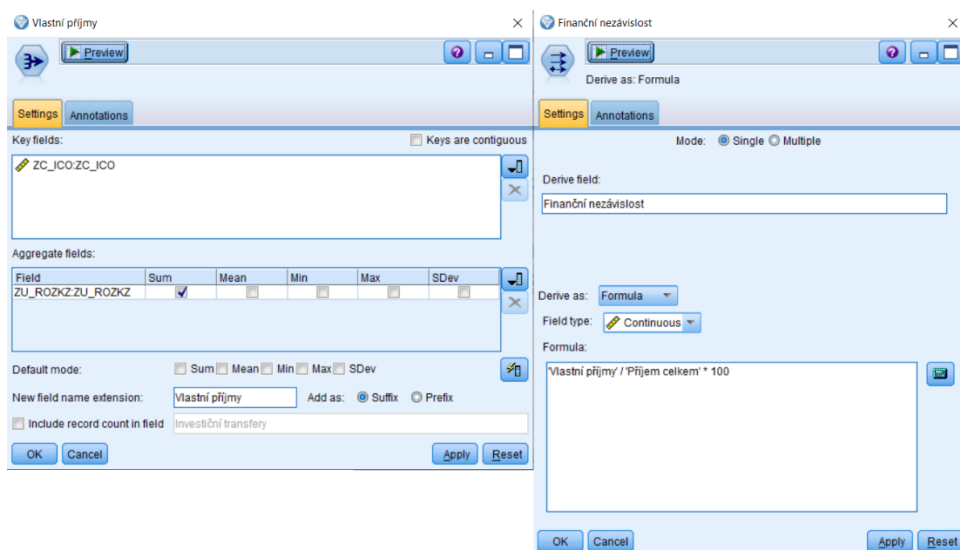 Vlastní příjmy
Preview
Settings Annotations
Key fields: Keys are contiguous
ZC_ICO:ZC_ICO
Aggregate fields:
Field Sum Mean Min Max SDev
ZU_ROZKZ:ZU_ROZKZ
Default mode: Sum Mean Min Max SDev
New field name extension: Vlastní příjmy Add as: Suffix Prefix
Include record count in field Investiční transfery
OK Cancel Apply Reset
Finanční nezávislost
Preview
Derive as: Formula
Settings Annotations
Mode: Single Multiple
Derive field:
Finanční nezávislost
Derive as: Formula
Field type: Continuous
Formula:
'Vlastní příjmy' / 'Příjem celkem' * 100
OK Cancel Apply Reset